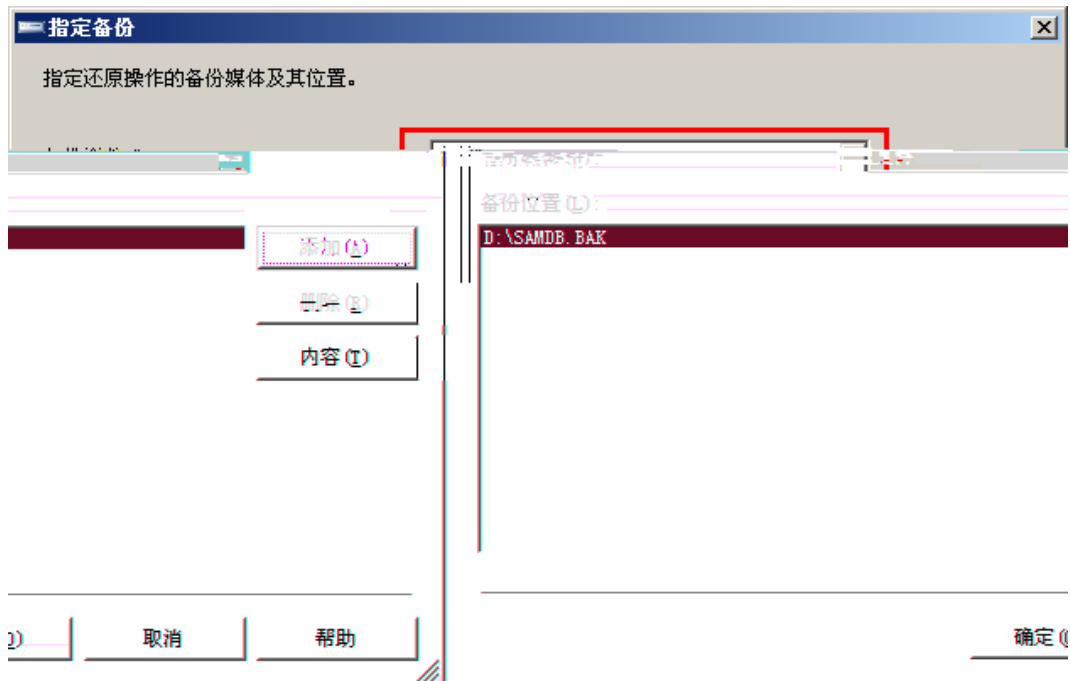 指定备份
指定还原操作的备份媒体及其位置。
备份位置(L):
D:\SAMDB.BAK
添加(A)
删除(R)
内容(T)
取消
帮助
确定(